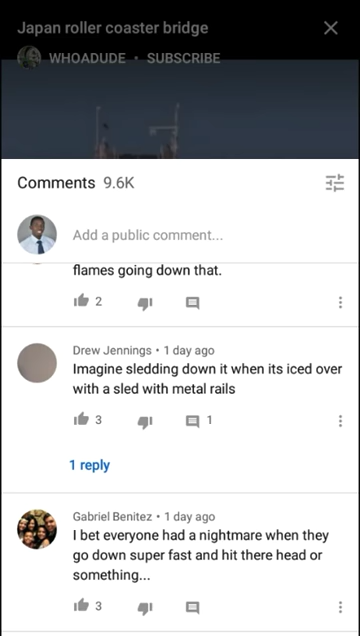 Japan roller coaster bridge
WHOADUDE • SUBSCRIBE
Comments 9.6K
Add a public comment...
flames going down that.
2
Drew Jennings • 1 day ago
Imagine sledding down it when its iced over
with a sled with metal rails
3 1
1 reply
Gabriel Benitez • 1 day ago
I bet everyone had a nightmare when they
go down super fast and hit there head or
something...
3